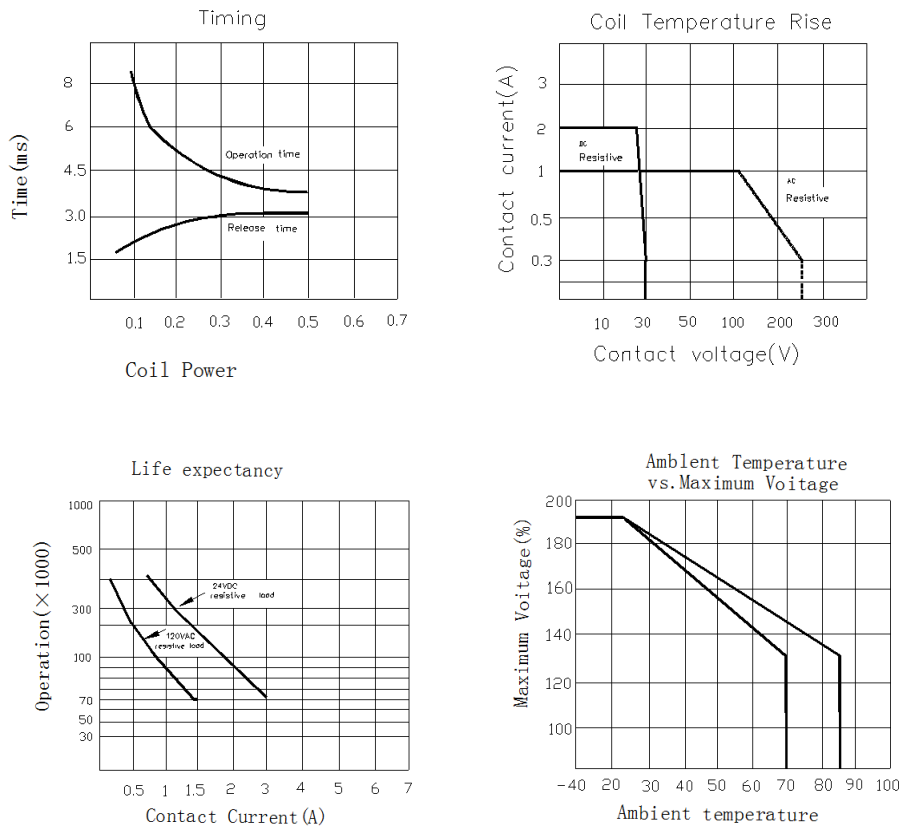 Timing
8
6
4.5
3.0
1.5
Time(ms)
Operation time
Release time
0.1 0.2 0.3 0.4 0.5 0.6 0.7
Coil Power
Coil Temperature Rise
3
2
1
0.5
0.3
Contact current(A)
DC
Resistive
AC
Resistive
10 30 50 100 200 300
Contact voltage(V)
Life expectancy
1000
500
300
100
70
50
30
Operation(×1000)
24VDC
resistive load
120VAC
resistive load
0.5 1 1.5 2 3 4 5 6 7
Contact Current(A)
Amblent Temperature
vs.Maximum Voitage
200
180
160
140
120
100
Maximum Voitage(%)
-40 20 30 50 60 70 80 90 100
Ambient temperature